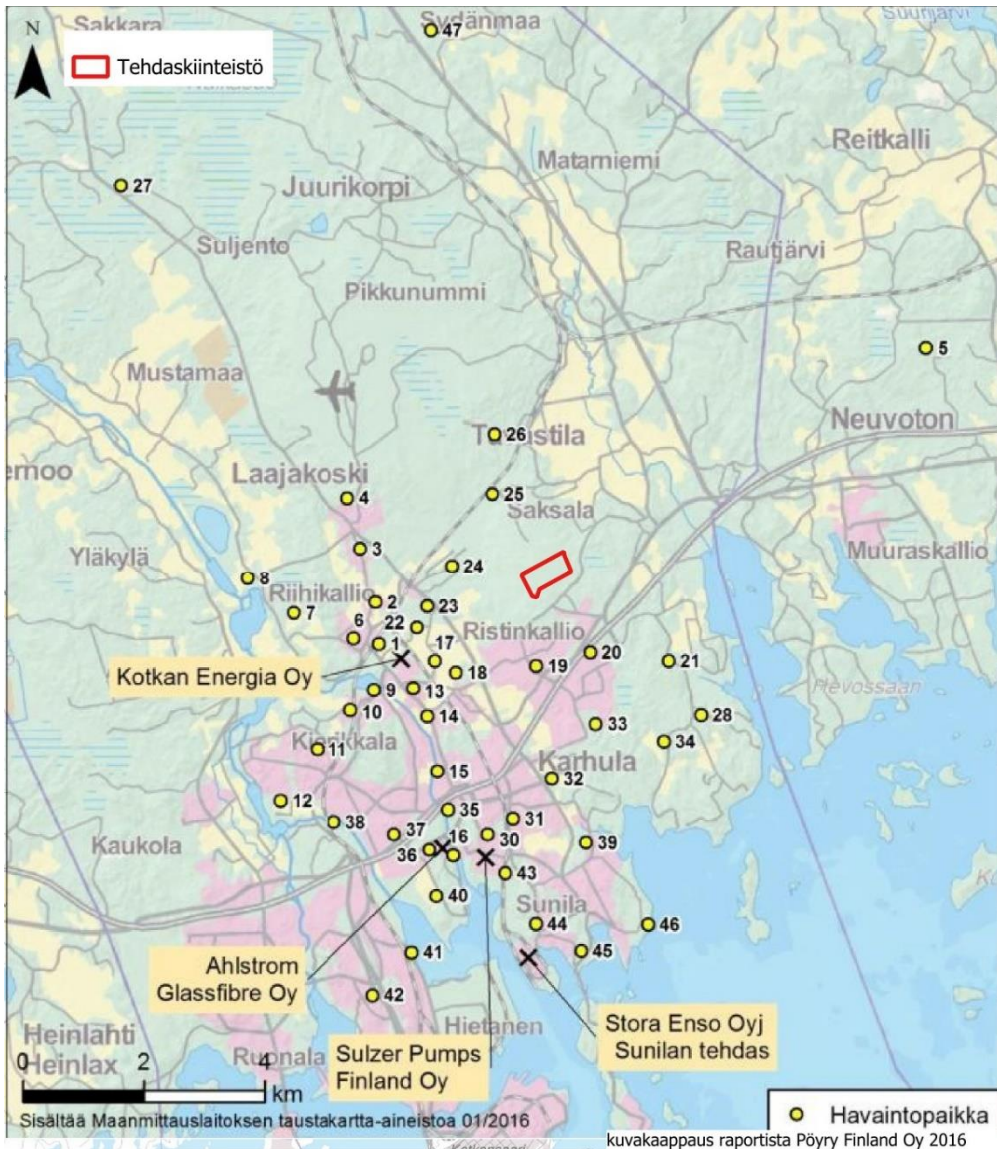 Sakkara
Sydänmaa
47
Suurijärvi
N
Tehdaskiinteistö
Reitkalli
Matarniemi
27
Juurikorpi
Suljento
Rautjärvi
Pikkunummi
5
Mustamaa
Neuvoton
26
Laajakoski
25
4
Saksala
Muuraskallio
3
Yläkylä
24
8
Riihikallio
2
23
7
22
6
Ristinkallio
1
17
20
21
Kotkan Energia Oy
18
19
Hevossaari
9
13
10
14
28
33
34
Kierikkala
11
Karhula
15
32
12
35
31
38
37
16
30
39
Kaukola
36
43
40
Sunila
44
46
41
45
Ahlstrom
Glassfibre Oy
42
Stora Enso Oyj
Sunilan tehdas
Hietanen
Heinlahti
Heinlax
Sulzer Pumps
Finland Oy
0 2 4
km
Sisältää Maanmittauslaitoksen taustakartta-aineistoa 01/2016
Havaintopaikka
kuvakaappaus raportista Pöyry Finland Oy 2016